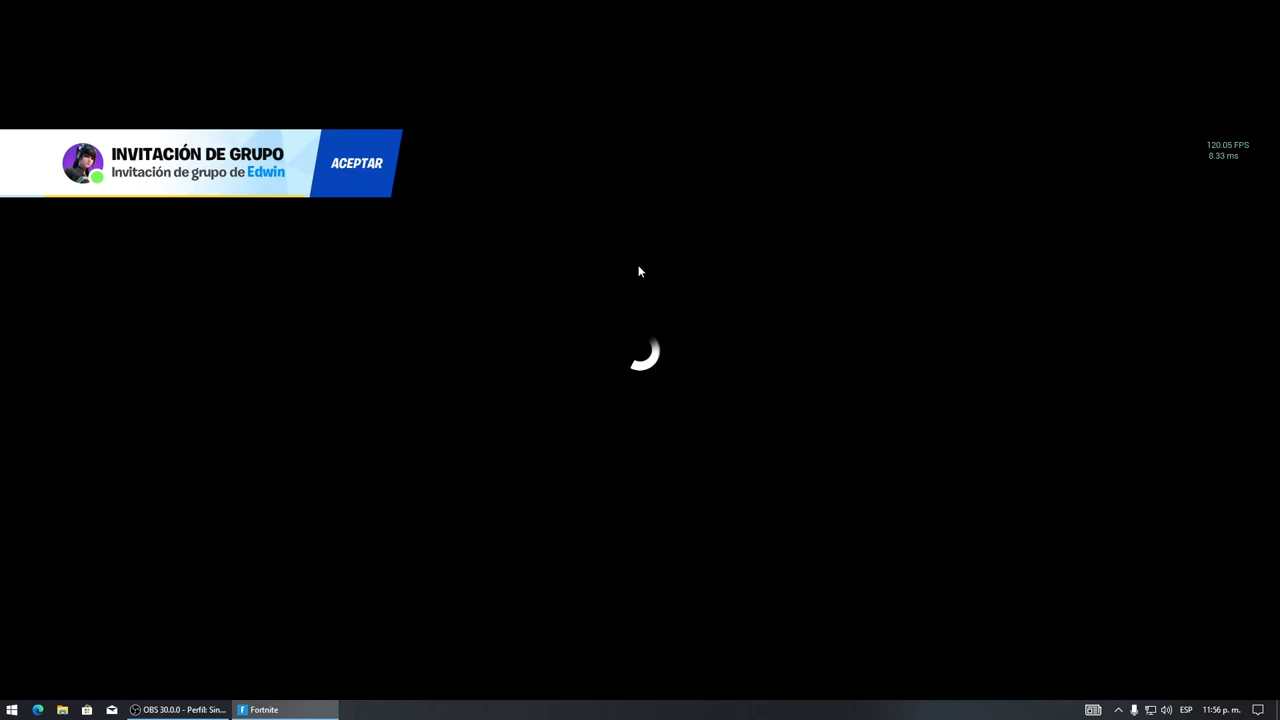 INVITACIÓN DE GRUPO
Invitación de grupo de Edwin
ACEPTAR
120.05 FPS
8.33 ms
OBS 30.0.0 - Perfil: Sin...
Fortnite
ESP
11:56 p. m.